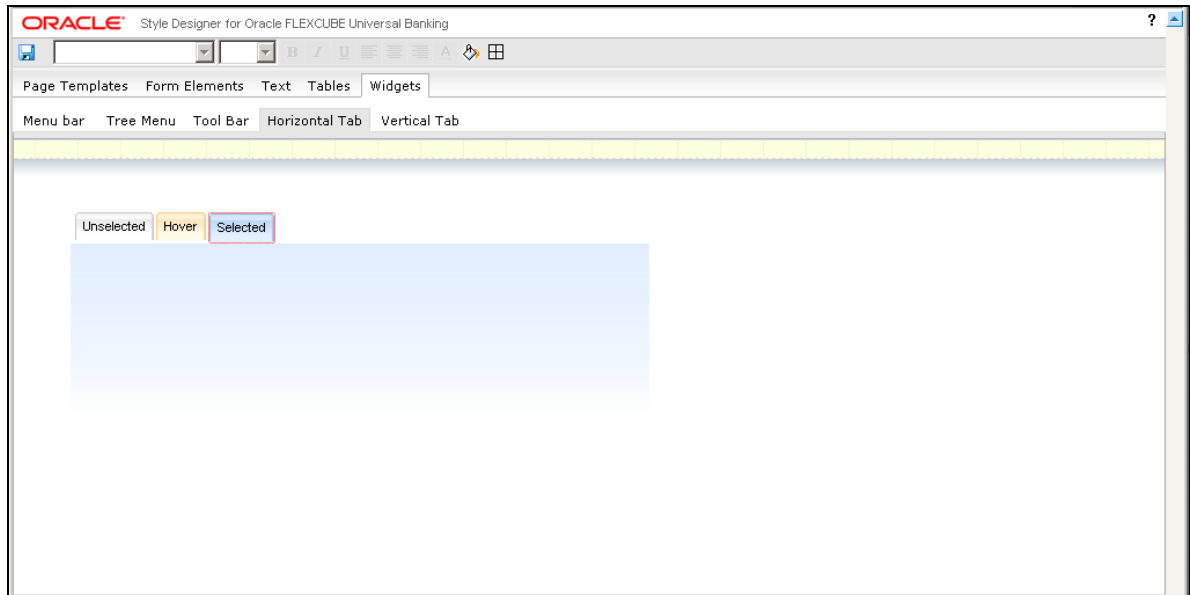 ORACLE® Style Designer for Oracle FLEXCUBE Universal Banking ?
B I U A
Page Templates Form Elements Text Tables Widgets
Menu bar Tree Menu Tool Bar Horizontal Tab Vertical Tab
Unselected Hover Selected